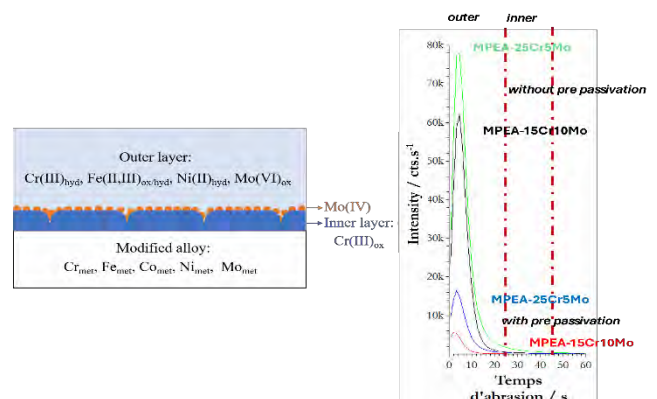 Outer layer:
Cr(III)hyd, Fe(II,III)ox/hyd, Ni(II)hyd, Mo(VI)ox
Mo(IV)
Inner layer:
Cr(III)ox
Modified alloy:
Crmet, Femet, Comet, Nimet, Momet
outer inner
80k
MPEA-25Cr5Mo
70k
without pre passivation
60k
MPEA-15Cr10Mo
50k
Intensity / cts.s-1
40k
30k
20k
MPEA-25Cr5Mo
10k
with pre passivation
MPEA-15Cr10Mo
0 10 20 30 40 50 60
Temps
d'abrasion / s